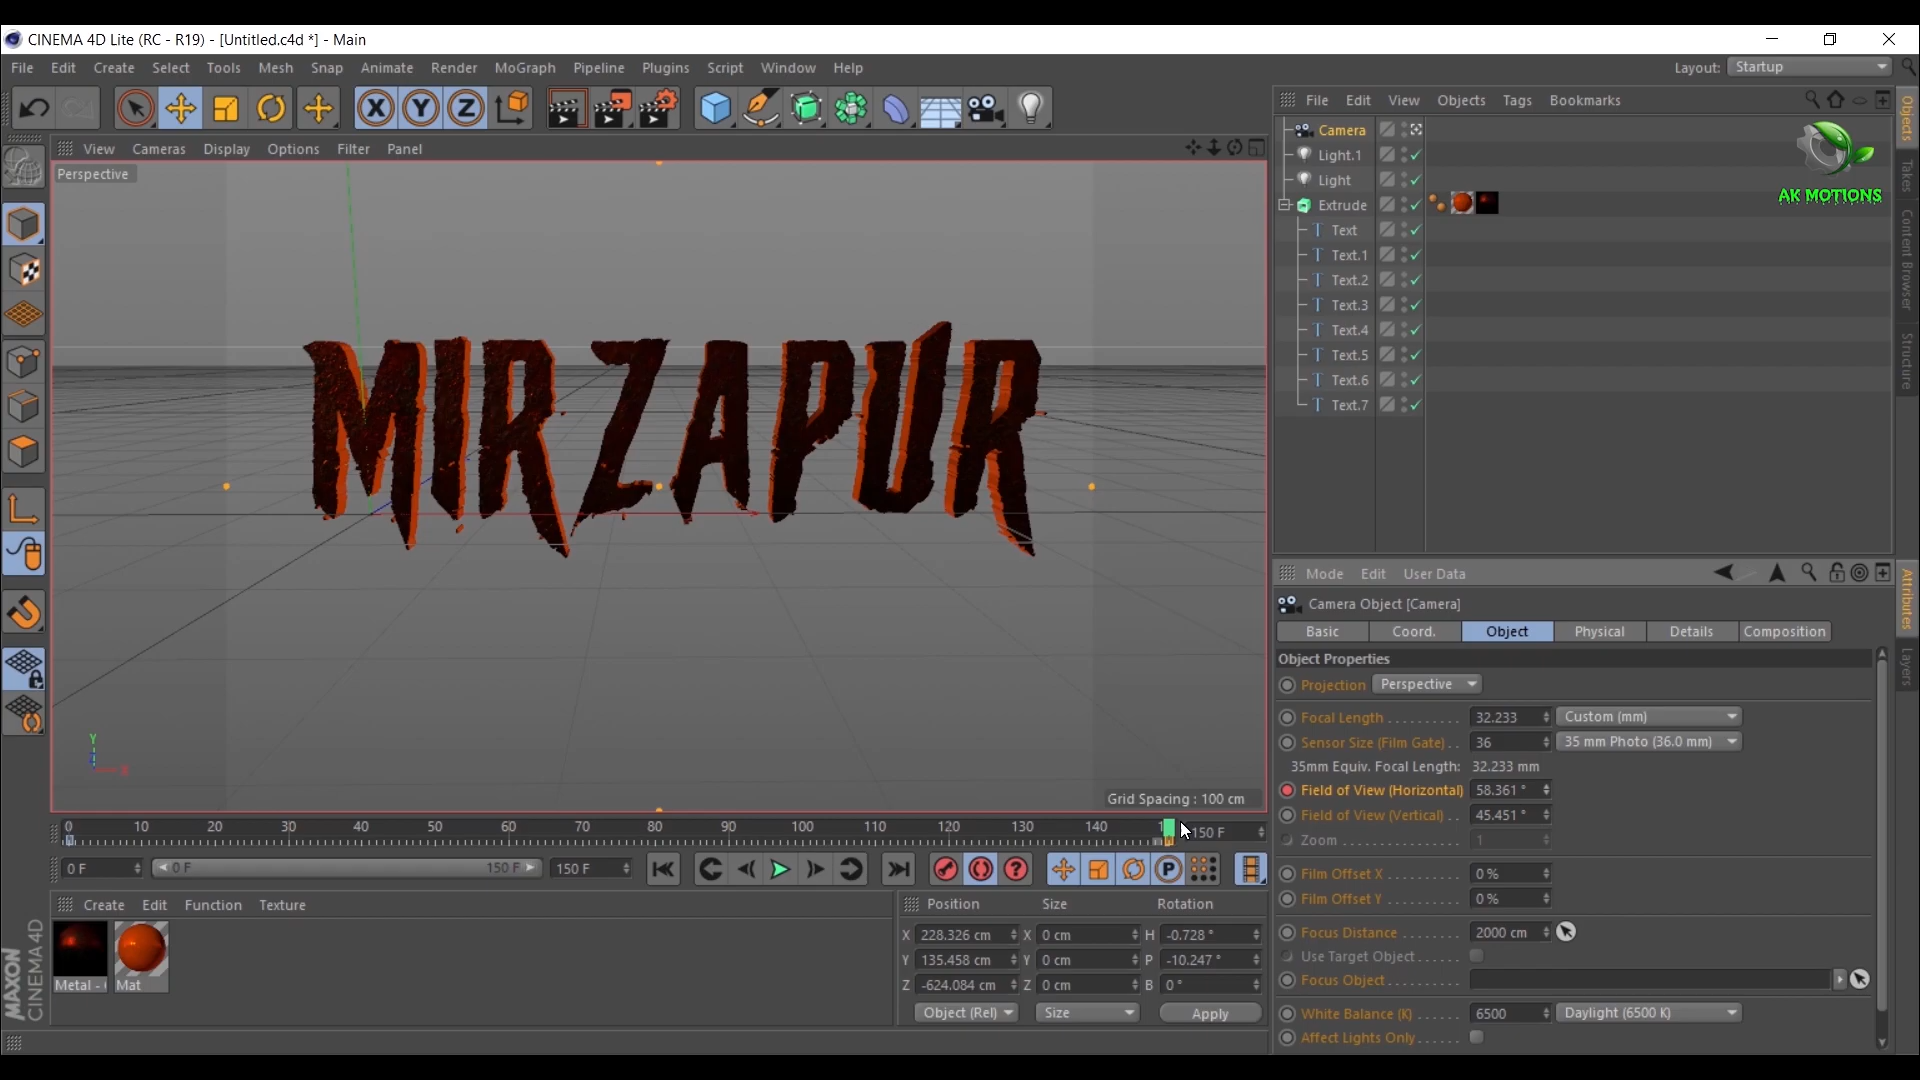 CINEMA 4D Lite (RC - R19) - [Untitled.c4d *] - Main
File Edit Create Select Tools Mesh Snap Animate Render MoGraph Pipeline Plugins Script Window Help
Layout: Startup
X Y Z
File Edit View Objects Tags Bookmarks
Objects
Takes
Content Browser
Structure
View Cameras Display Options Filter Panel
Perspective
Camera
Light.1
Light
Extrude
Text
Text.1
Text.2
Text.3
Text.4
Text.5
Text.6
Text.7
AK MOTIONS
MIRZAPUR
Y
X
Grid Spacing : 100 cm
Mode Edit User Data
Attributes
Layers
Camera Object [Camera]
Basic Coord. Object Physical Details Composition
Object Properties
Projection Perspective
Focal Length 32.233 Custom (mm)
Sensor Size (Film Gate) 36 35 mm Photo (36.0 mm)
35mm Equiv. Focal Length: 32.233 mm
Field of View (Horizontal) 58.361 °
Field of View (Vertical) 45.451 °
Zoom 1
Film Offset X 0 %
Film Offset Y 0 %
Focus Distance 2000 cm
Use Target Object
Focus Object
White Balance (K) 6500 Daylight (6500 K)
Affect Lights Only
0 10 20 30 40 50 60 70 80 90 100 110 120 130 140 150 F
0 F 0 F 150 F 150 F
P
Create Edit Function Texture
Metal - Mat
MAXON
CINEMA 4D
Position Size Rotation
X 228.326 cm X 0 cm H -0.728 °
Y 135.458 cm Y 0 cm P -10.247 °
Z -624.084 cm Z 0 cm B 0 °
Object (Rel) Size Apply